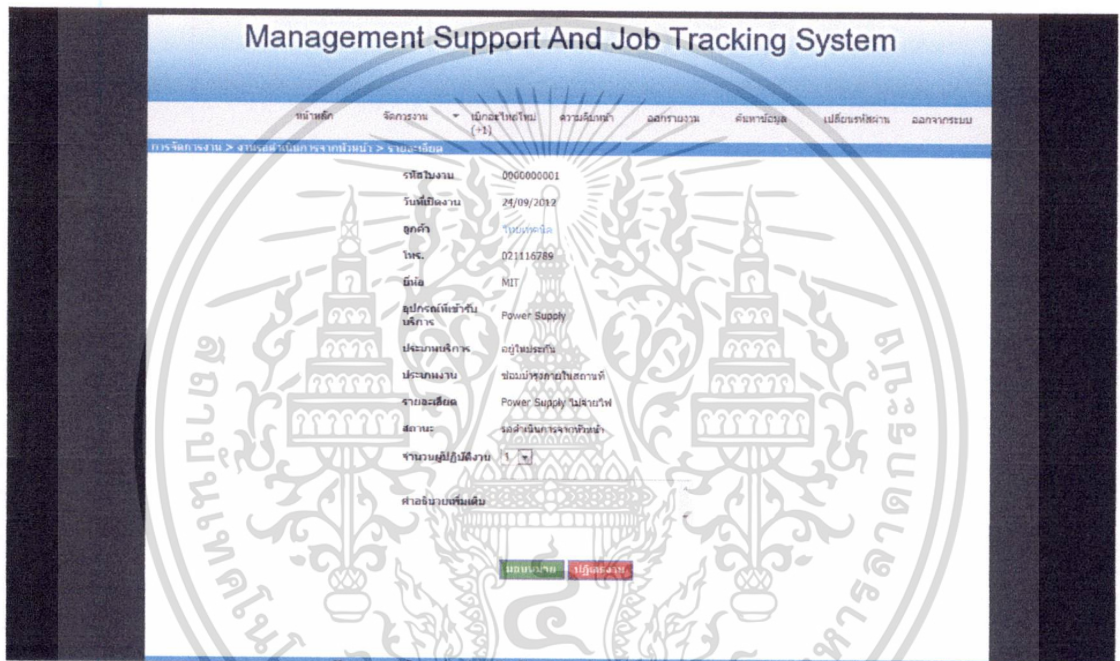 Management Support And Job Tracking System
หน้าหลัก จัดการงาน เบิกอะไหล่ใหม่ ความคืบหน้า ออกรายงาน ค้นหาข้อมูล เปลี่ยนรหัสผ่าน ออกจากระบบ
(+1)
การจัดการงาน > งานรอดำเนินการจากหัวหน้า > รายละเอียด
รหัสใบงาน 0000000001
วันที่เปิดงาน 24/09/2012
ลูกค้า ไทยเทคนิค
โทร. 021116789
ยี่ห้อ MIT
อุปกรณ์ที่เข้ารับ
บริการ Power Supply
ประเภทบริการ อยู่ในประกัน
ประเภทงาน ซ่อมบำรุงภายในสถานที่
รายละเอียด Power Supply ไม่จ่ายไฟ
สถานะ รอดำเนินการจากหัวหน้า
จำนวนผู้ปฏิบัติงาน 1
คำอธิบายเพิ่มเติม
มอบหมาย ปฏิเสธงาน